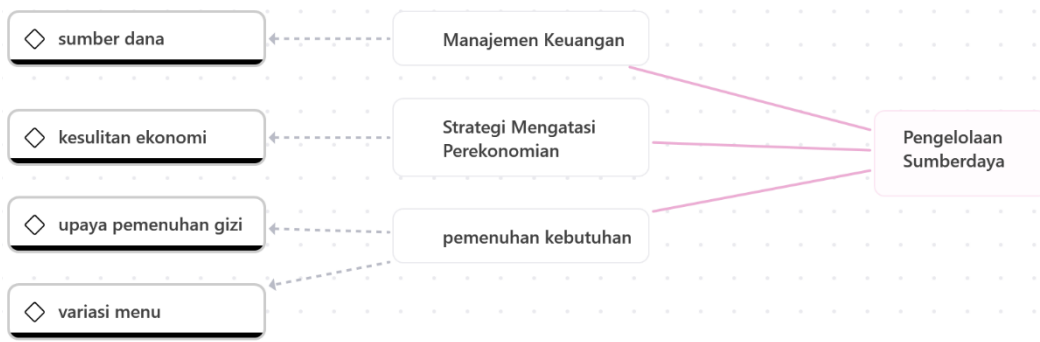 sumber dana
Manajemen Keuangan
kesulitan ekonomi
Strategi Mengatasi
Perekonomian
Pengelolaan
Sumberdaya
upaya pemenuhan gizi
pemenuhan kebutuhan
variasi menu